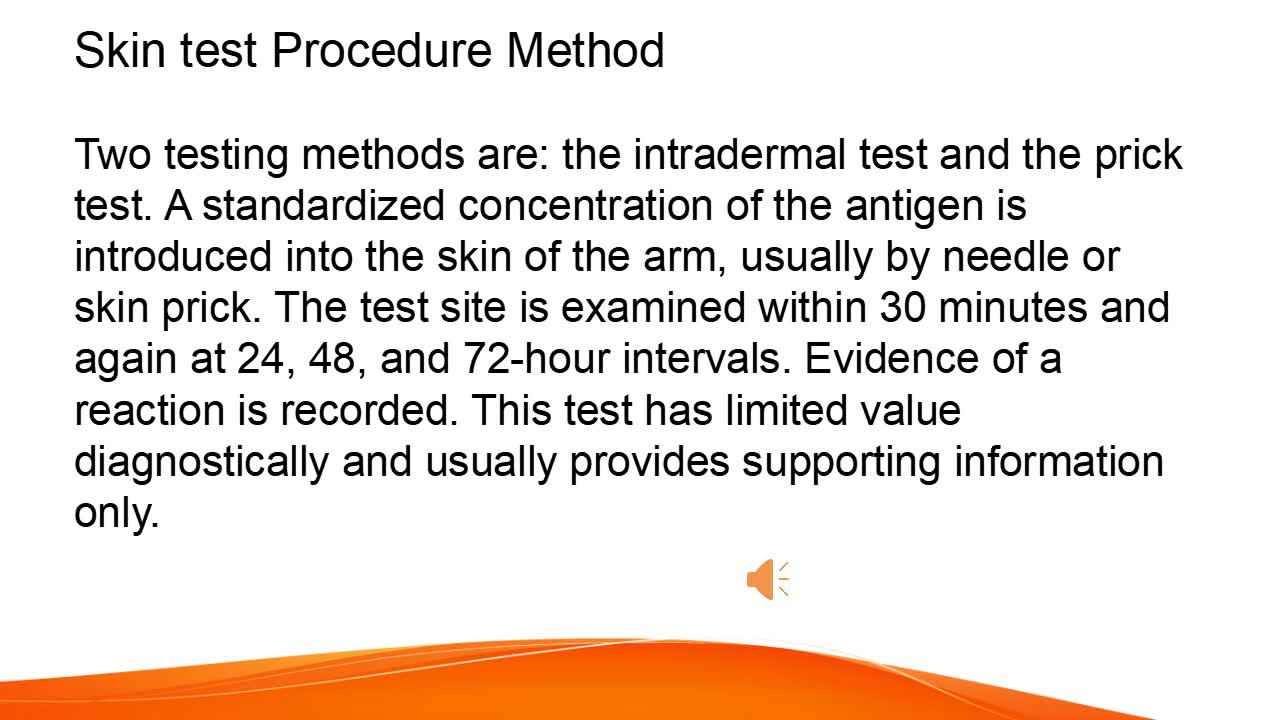 Skin test Procedure Method
Two testing methods are: the intradermal test and the prick
test. A standardized concentration of the antigen is
introduced into the skin of the arm, usually by needle or
skin prick. The test site is examined within 30 minutes and
again at 24, 48, and 72-hour intervals. Evidence of a
reaction is recorded. This test has limited value
diagnostically and usually provides supporting information
only.